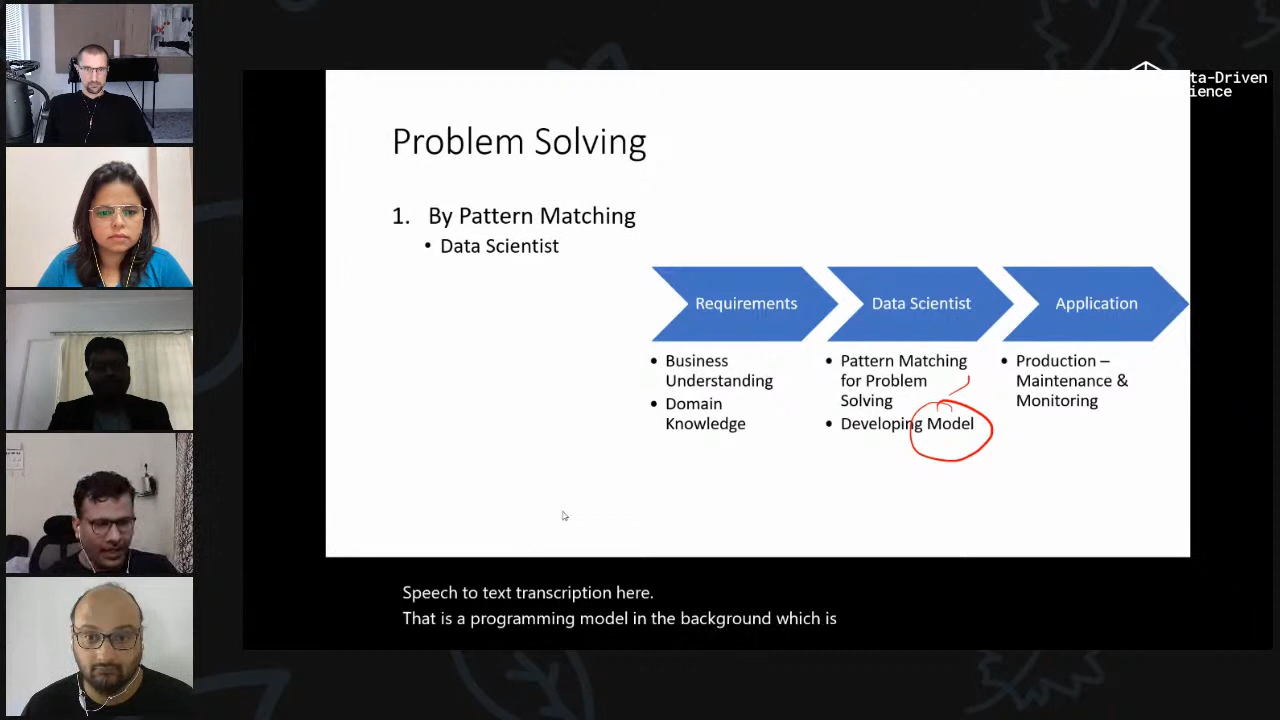 ta-Driven
ience
Problem Solving
1. By Pattern Matching
• Data Scientist
Requirements
Data Scientist
Application
• Business
Understanding
• Domain
Knowledge
• Pattern Matching
for Problem
Solving
• Developing Model
• Production –
Maintenance &
Monitoring
Speech to text transcription here.
That is a programming model in the background which is